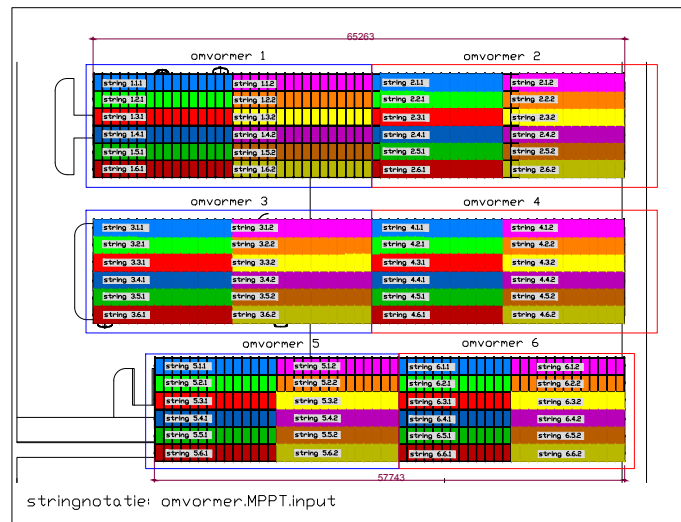 65263
omvormer 1 omvormer 2
string 1.1.1 string 1.1.2 string 2.1.1 string 2.1.2
string 1.2.1 string 1.2.2 string 2.2.1 string 2.2.2
string 1.3.1 string 1.3.2 string 2.3.1 string 2.3.2
string 1.4.1 string 1.4.2 string 2.4.1 string 2.4.2
string 1.5.1 string 1.5.2 string 2.5.1 string 2.5.2
string 1.6.1 string 1.6.2 string 2.6.1 string 2.6.2
omvormer 3 omvormer 4
string 3.1.1 string 3.1.2 string 4.1.1 string 4.1.2
string 3.2.1 string 3.2.2 string 4.2.1 string 4.2.2
string 3.3.1 string 3.3.2 string 4.3.1 string 4.3.2
string 3.4.1 string 3.4.2 string 4.4.1 string 4.4.2
string 3.5.1 string 3.5.2 string 4.5.1 string 4.5.2
string 3.6.1 string 3.6.2 string 4.6.1 string 4.6.2
omvormer 5 omvormer 6
string 5.1.1 string 5.1.2 string 6.1.1 string 6.1.2
string 5.2.1 string 5.2.2 string 6.2.1 string 6.2.2
string 5.3.1 string 5.3.2 string 6.3.1 string 6.3.2
string 5.4.1 string 5.4.2 string 6.4.1 string 6.4.2
string 5.5.1 string 5.5.2 string 6.5.1 string 6.5.2
string 5.6.1 string 5.6.2 string 6.6.1 string 6.6.2
57743
stringnotatie: omvormer.MPPT.input